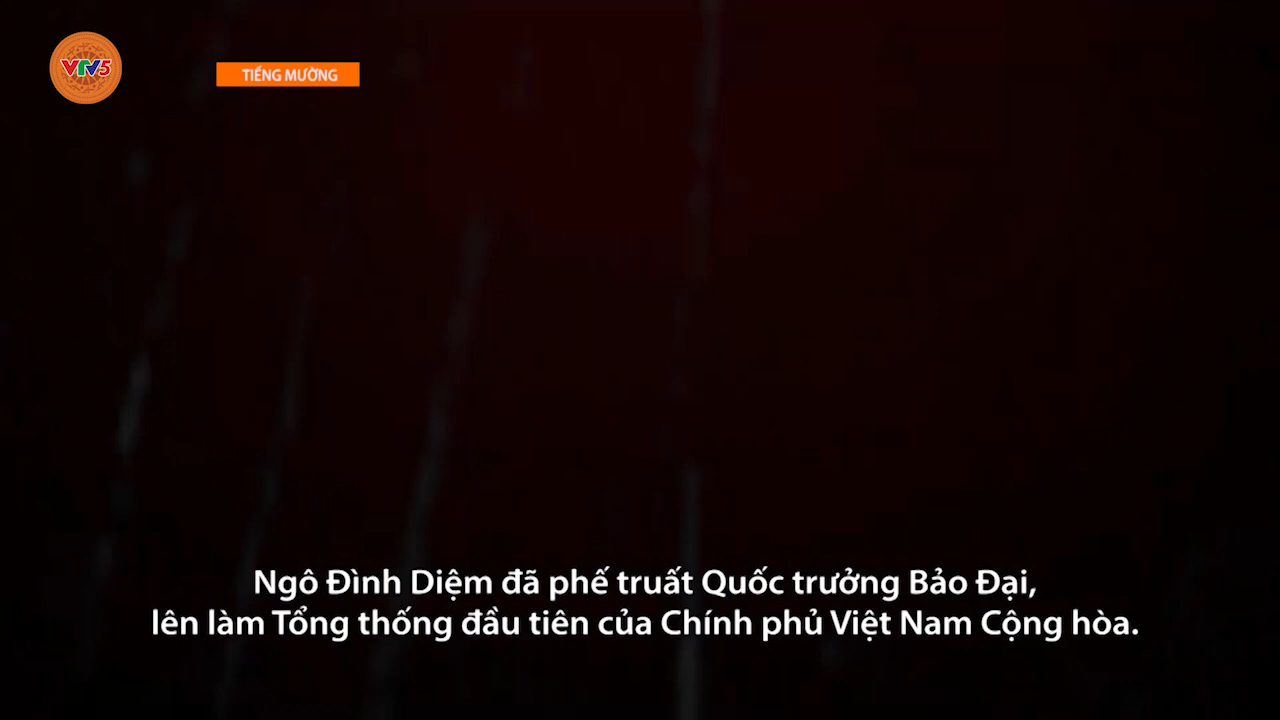 VTV5
TIẾNG MƯỜNG
Ngô Đình Diệm đã phế truất Quốc trưởng Bảo Đại,
lên làm Tổng thống đầu tiên của Chính phủ Việt Nam Cộng hòa.